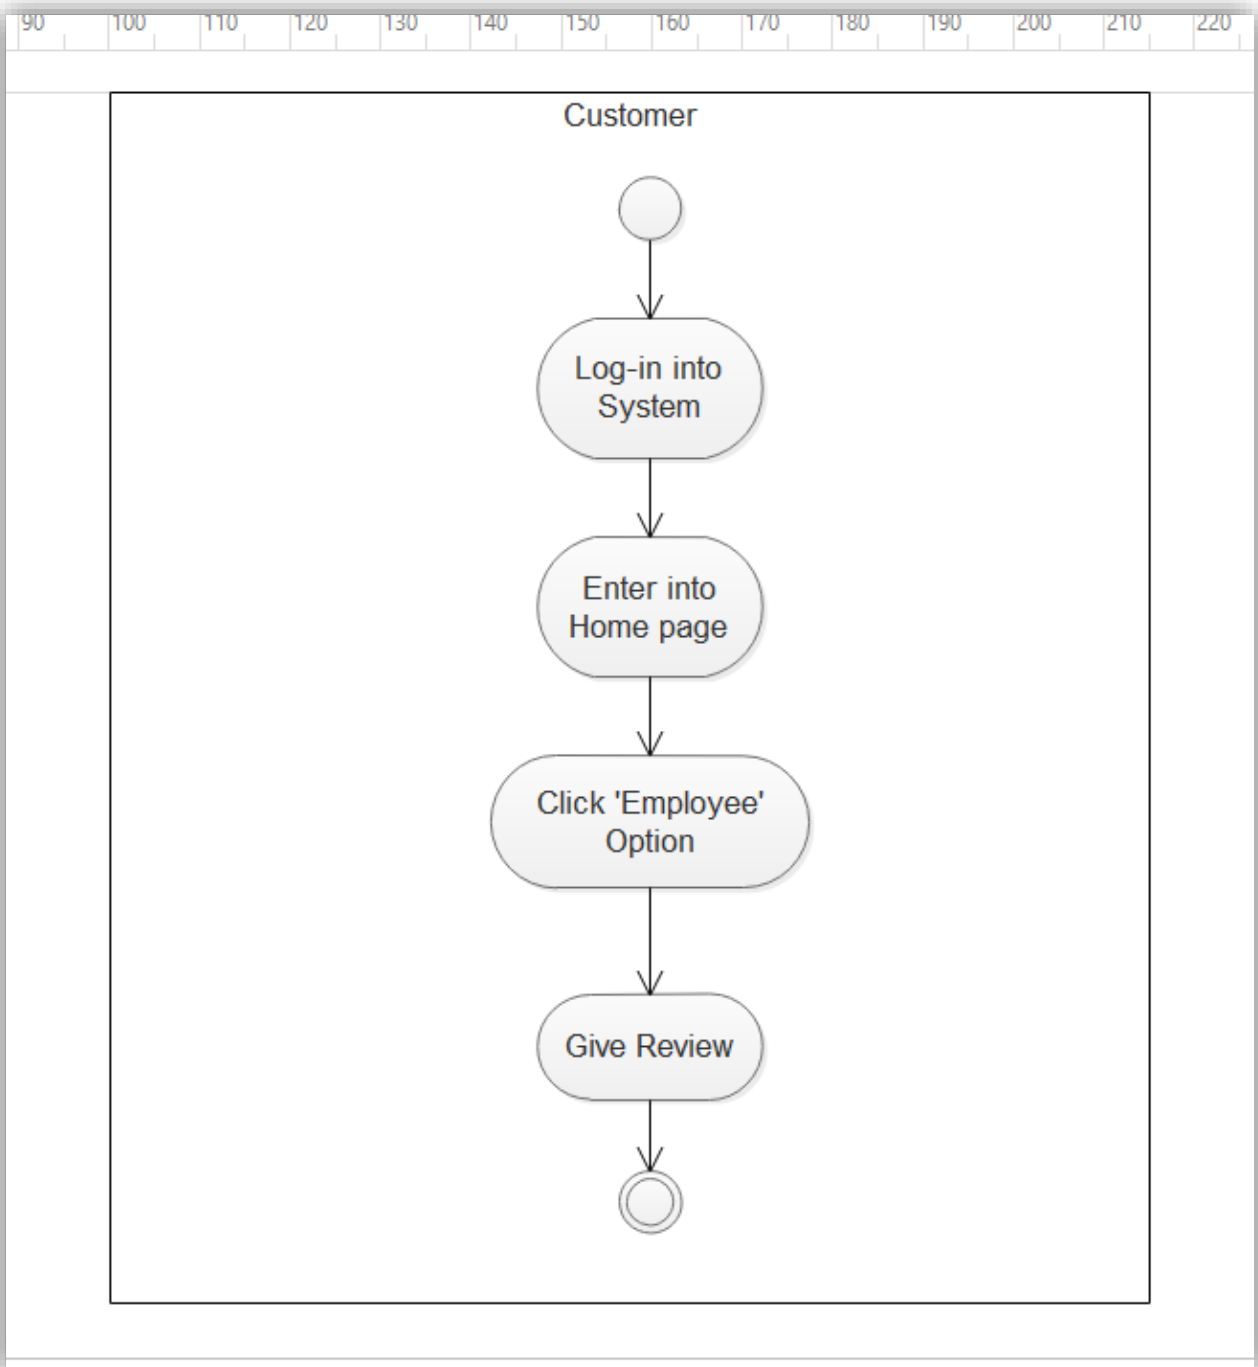 90 100 110 120 130 140 150 160 170 180 190 200 210 220
Customer
Log-in into
System
Enter into
Home page
Click 'Employee'
Option
Give Review